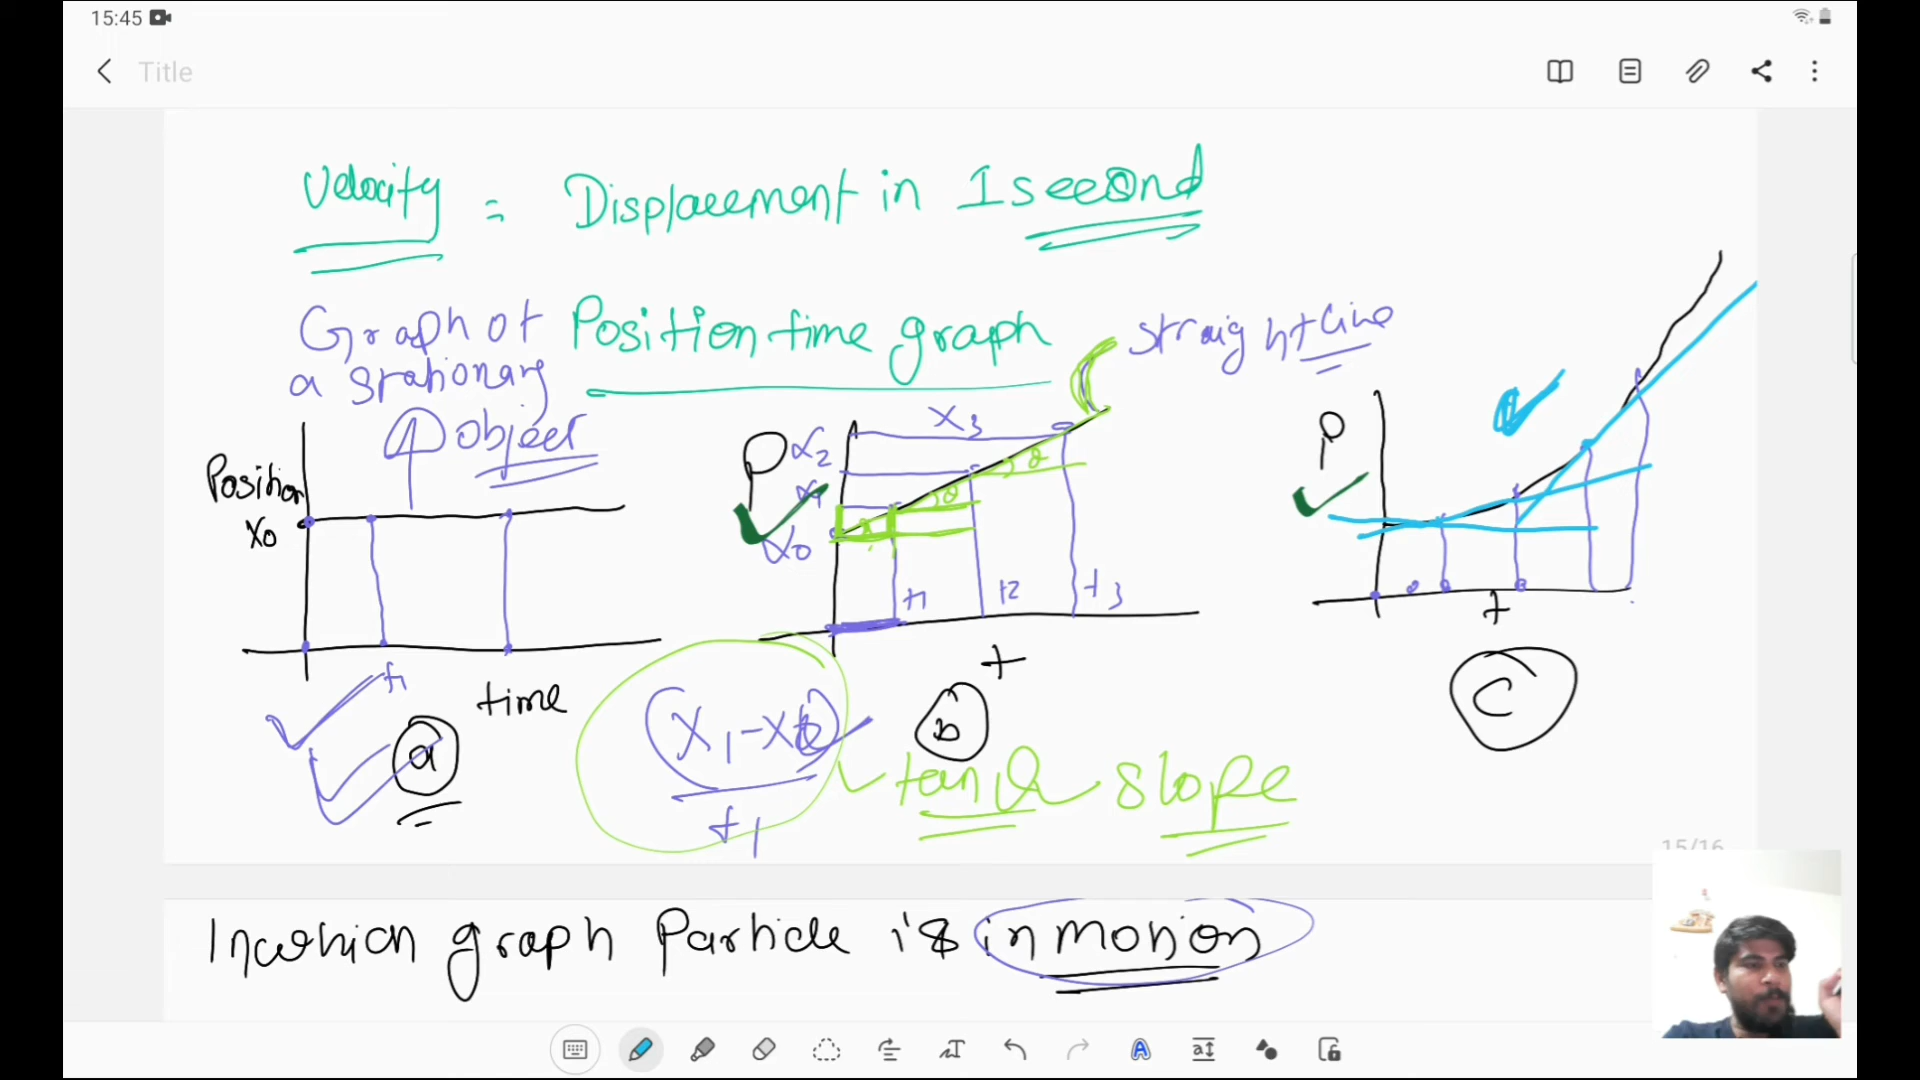 15:45
Title
Velocity = Displacement in 1 second
Graph of Position time graph straight line
a stationary
object
Position
x0
time
t1
a
P
x3
x2
x1
x0
θ
θ
t1 t2 t3
t
b
x1-x0
t1
tanθ slope
P
t
C
15/16
In which graph Particle is in motion